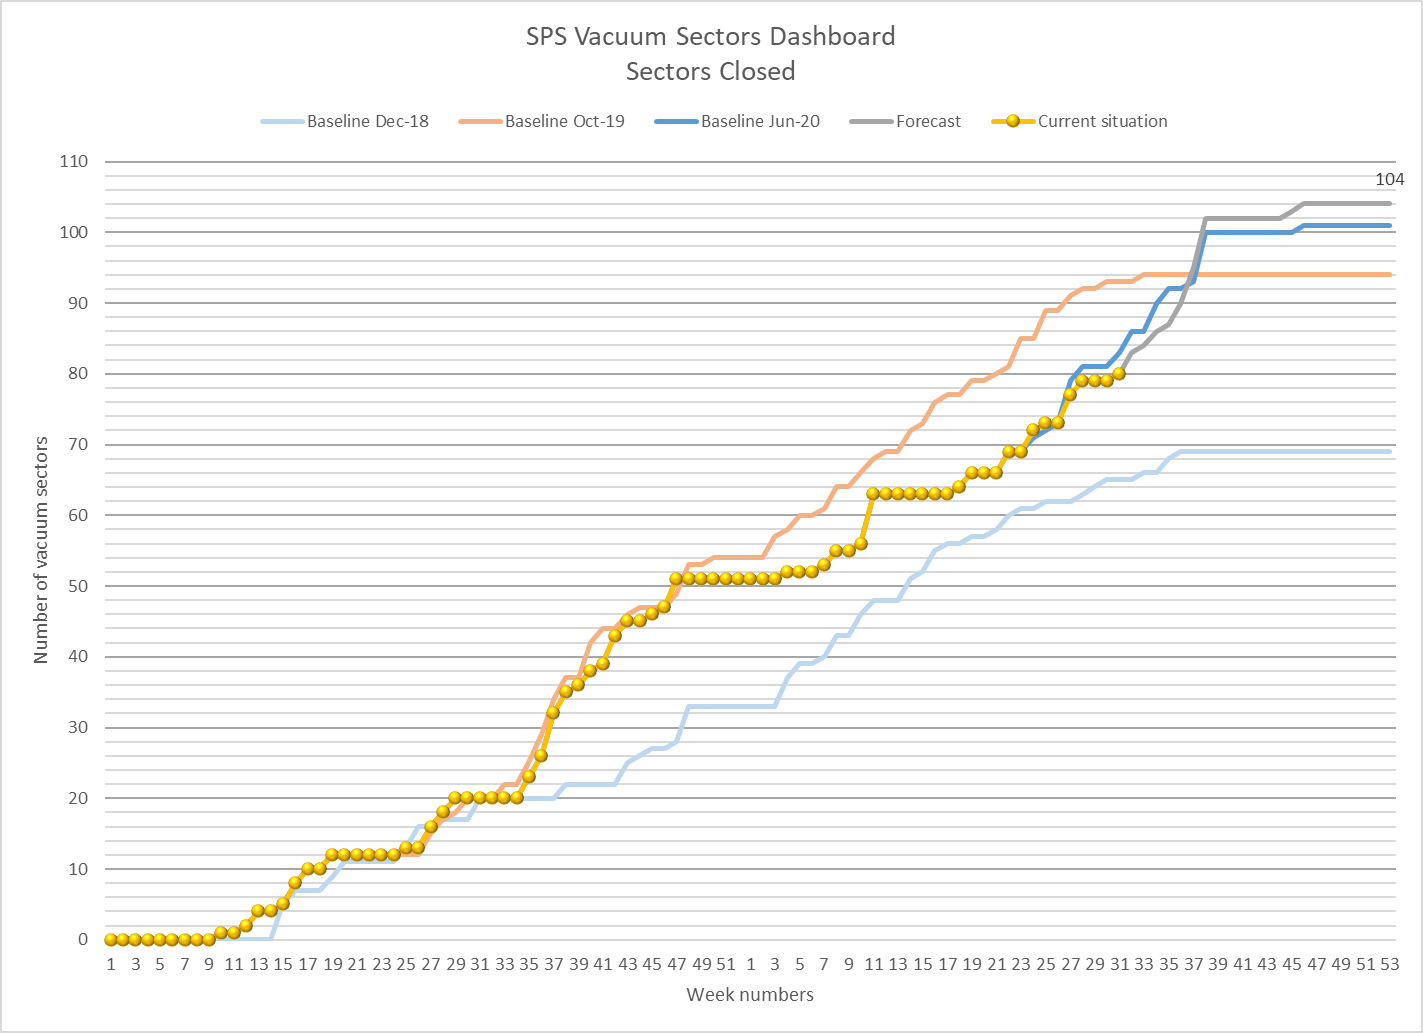 SPS Vacuum Sectors Dashboard
Sectors Closed
Baseline Dec-18 Baseline Oct-19 Baseline Jun-20 Forecast Current situation
110
104
100
90
80
70
60
50
40
30
20
10
0
Number of vacuum sectors
1 3 5 7 9 11 13 15 17 19 21 23 25 27 29 31 33 35 37 39 41 43 45 47 49 51 1 3 5 7 9 11 13 15 17 19 21 23 25 27 29 31 33 35 37 39 41 43 45 47 49 51 53
Week numbers